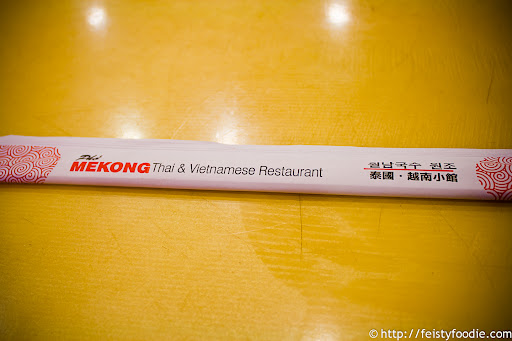 MEKONG Thai & Vietnamese Restaurant
월남국수 원조
泰國·越南小館
© http://feistyfoodie.com